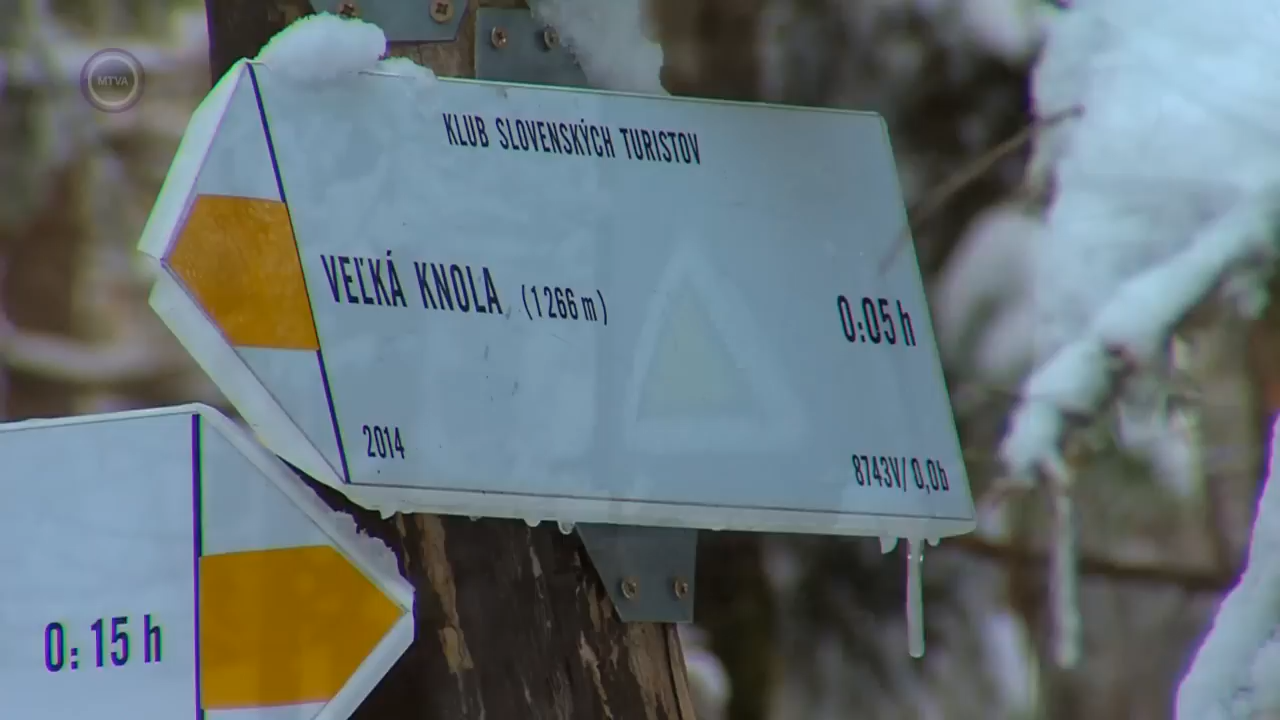 MTVA
KLUB SLOVENSKÝCH TURISTOV
VEĽKÁ KNOLA (1266 m)
0:05 h
2014
8743V/0,0b
0:15 h